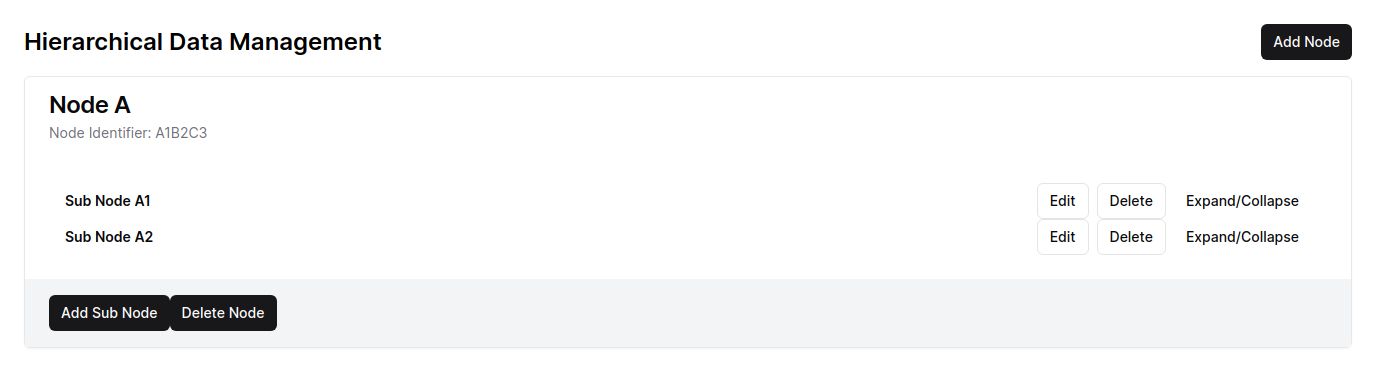 Hierarchical Data Management Add Node
Node A
Node Identifier: A1B2C3
Sub Node A1 Edit Delete Expand/Collapse
Sub Node A2 Edit Delete Expand/Collapse
Add Sub Node Delete Node